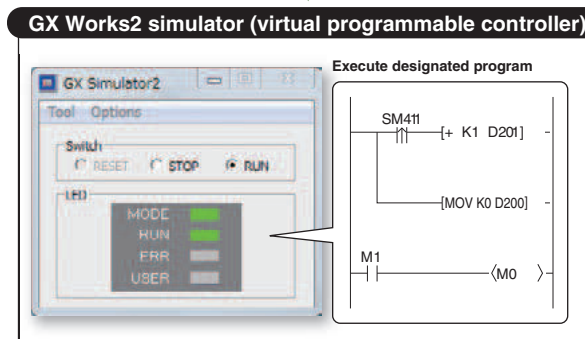 GX Works2 simulator (virtual programmable controller)
Execute designated program
GX Simulator2
Tool Options
Switch
RESET STOP RUN
LED
MODE
RUN
ERR
USER
SM411
[+ K1 D201]
[MOV K0 D200]
M1
M0